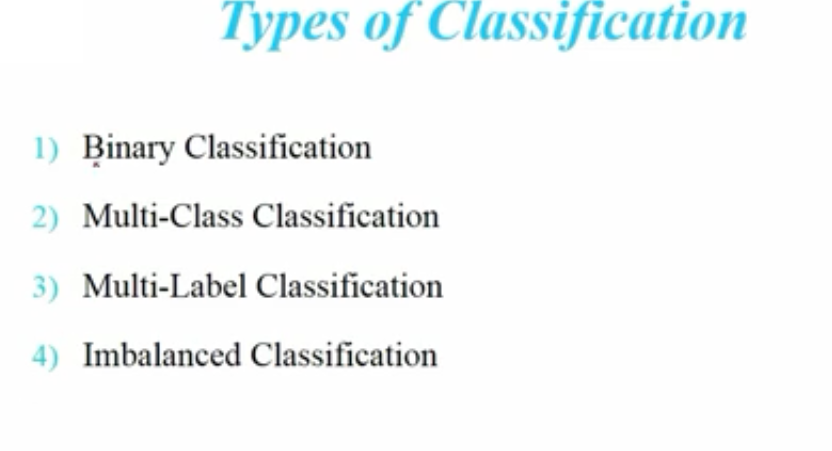 Types of Classification
1) Binary Classification
2) Multi-Class Classification
3) Multi-Label Classification
4) Imbalanced Classification